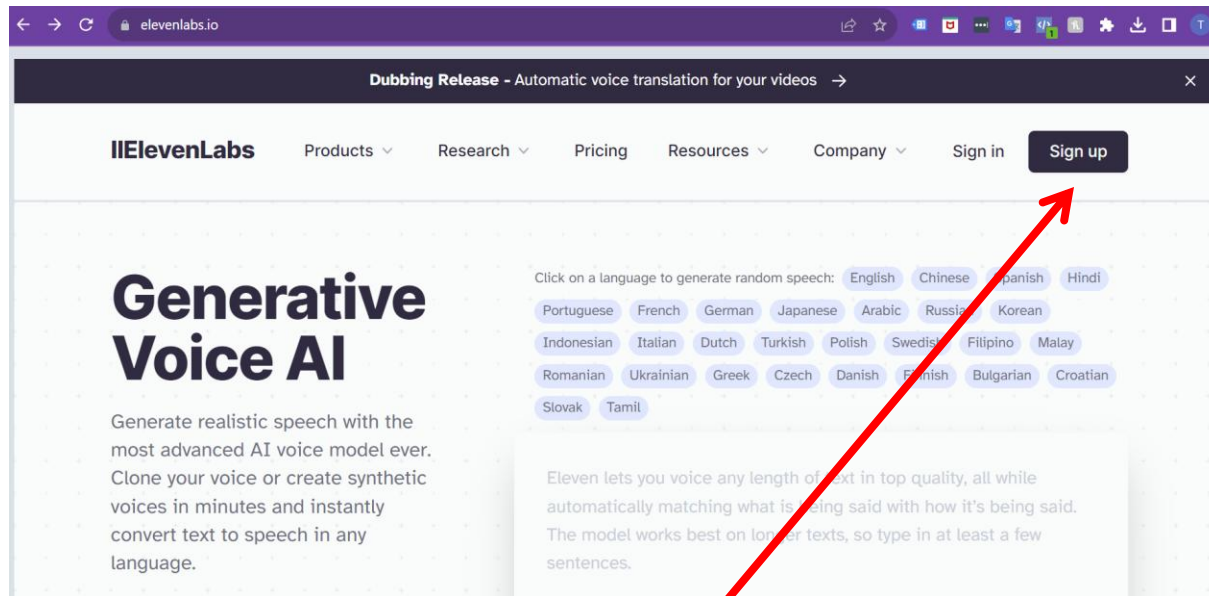 elevenlabs.io
Dubbing Release - Automatic voice translation for your videos →
IIElevenLabs Products Research Pricing Resources Company Sign in Sign up
Generative
Voice AI
Generate realistic speech with the
most advanced AI voice model ever.
Clone your voice or create synthetic
voices in minutes and instantly
convert text to speech in any
language.
Click on a language to generate random speech: English Chinese Spanish Hindi
Portuguese French German Japanese Arabic Russian Korean
Indonesian Italian Dutch Turkish Polish Swedish Filipino Malay
Romanian Ukrainian Greek Czech Danish Finnish Bulgarian Croatian
Slovak Tamil
Eleven lets you voice any length of text in top quality, all while
automatically matching what is being said with how it's being said.
The model works best on longer texts, so type in at least a few
sentences.